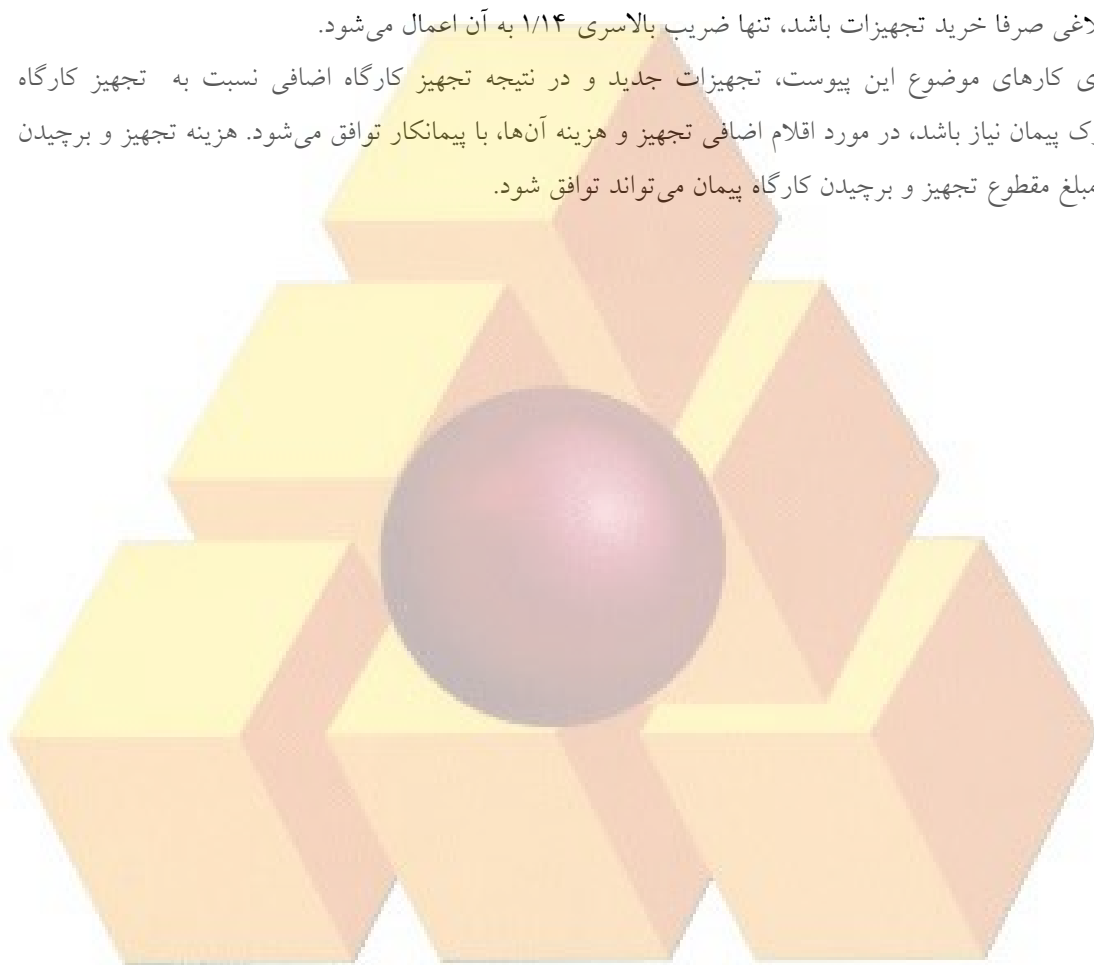 صرفا خرید تجهیزات باشد، تنها ضریب بالاسری ۱/۱۴ به آن اعمال می‌شود.
کارهای موضوع این پیوست، تجهیزات جدید و در نتیجه تجهیز کارگاه اضافی نسبت به تجهیز کارگاه
پیمان نیاز باشد، در مورد اقلام اضافی تجهیز و هزینه آن‌ها، با پیمانکار توافق می‌شود. هزینه تجهیز و برچیدن
مبلغ مقطوع تجهیز و برچیدن کارگاه پیمان می‌تواند توافق شود.